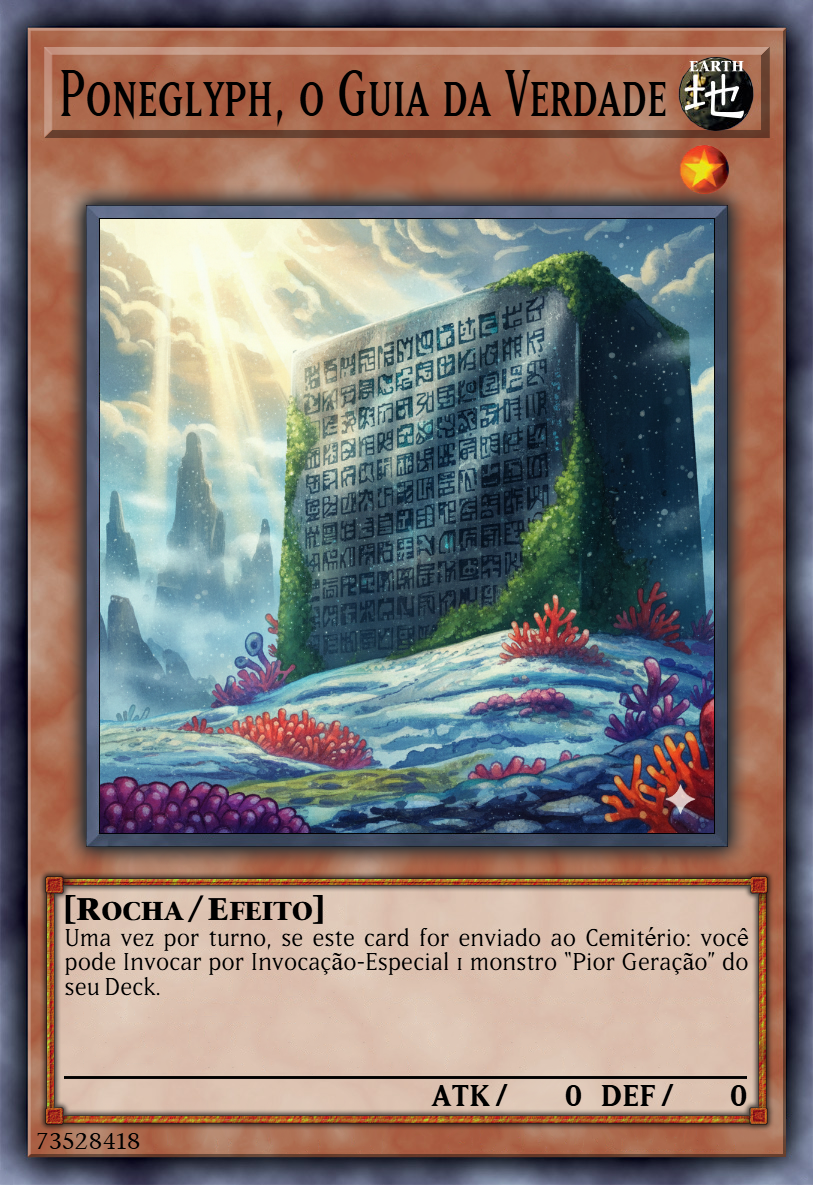 Poneglyph, o Guia da Verdade
EARTH
地
[Rocha/Efeito]
Uma vez por turno, se este card for enviado ao Cemitério: você
pode Invocar por Invocação-Especial 1 monstro "Pior Geração" do
seu Deck.
ATK/ 0 DEF/ 0
73528418